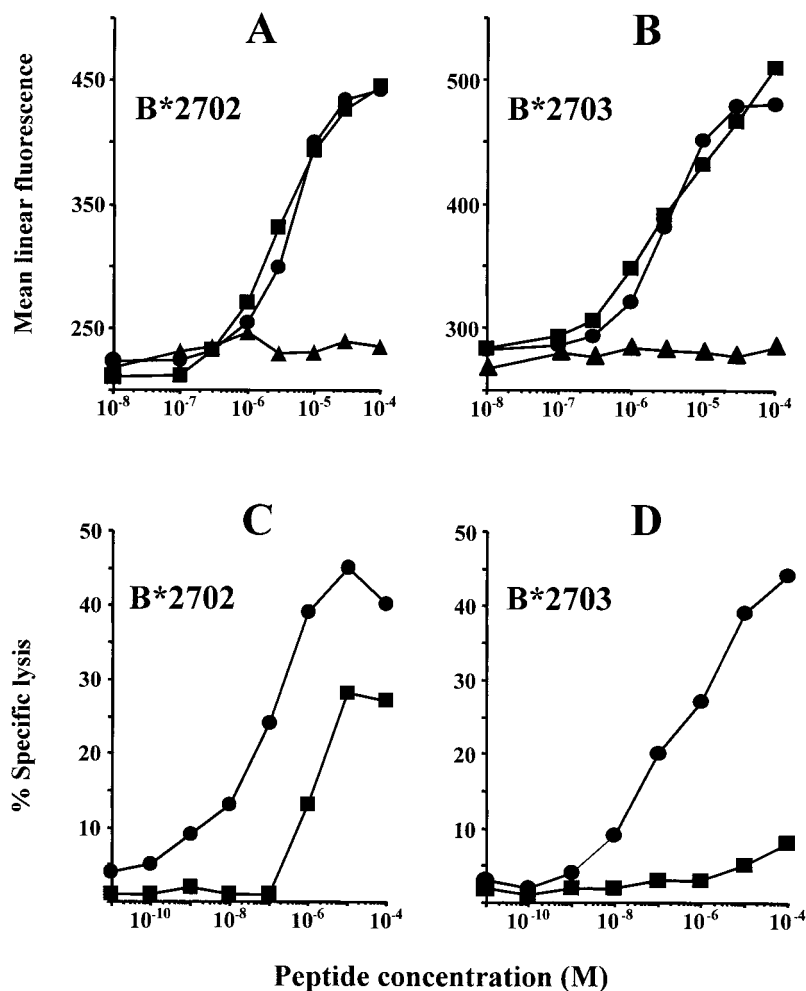 A
B
B*2702
B*2703
Mean linear fluorescence
450
350
250
500
400
300
10⁻⁸ 10⁻⁷ 10⁻⁶ 10⁻⁵ 10⁻⁴
10⁻⁸ 10⁻⁷ 10⁻⁶ 10⁻⁵ 10⁻⁴
C
D
B*2702
B*2703
% Specific lysis
50
40
30
20
10
50
40
30
20
10
10⁻¹⁰ 10⁻⁸ 10⁻⁶ 10⁻⁴
10⁻¹⁰ 10⁻⁸ 10⁻⁶ 10⁻⁴
Peptide concentration (M)